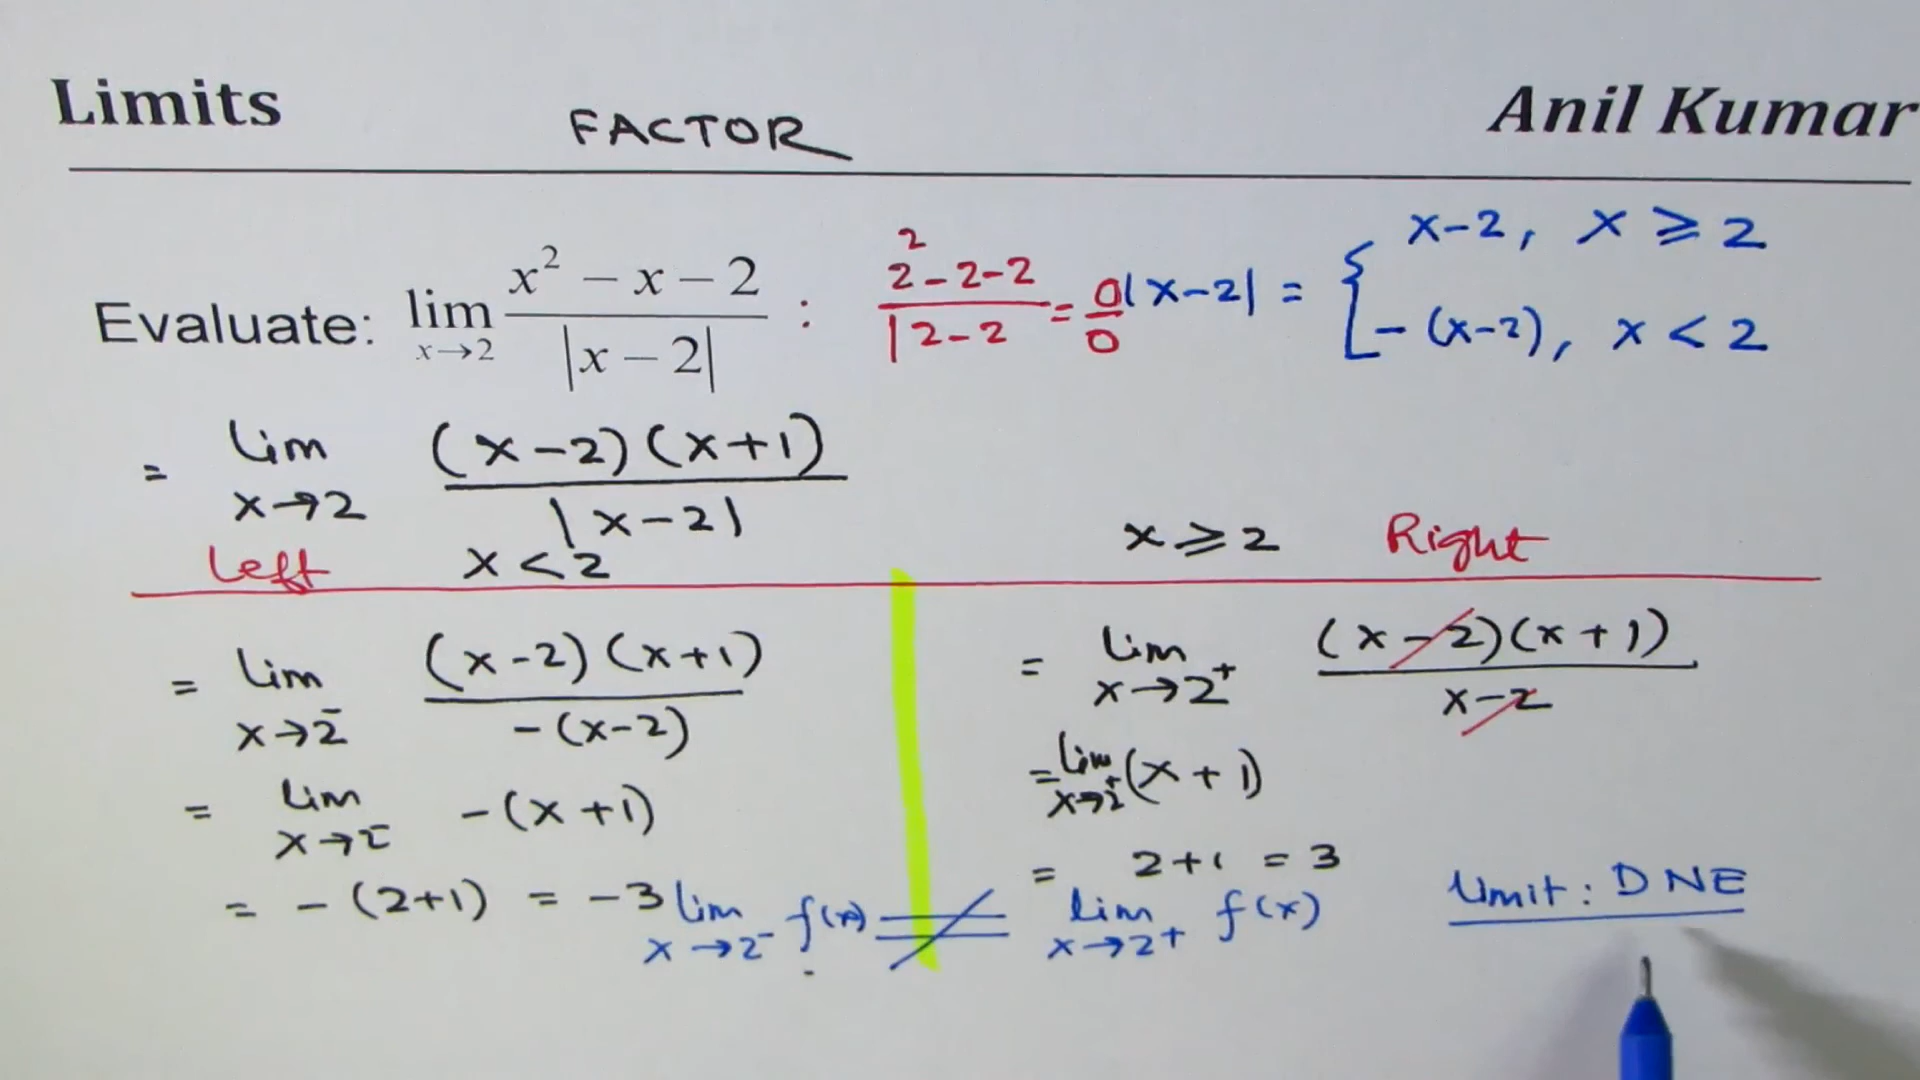 Limits FACTOR Anil Kumar
Evaluate: lim x→2 (x² − x − 2)/|x − 2| : (2² - 2 - 2)/|2 - 2 = 0/0 |x-2| = { x-2, x ≥ 2
-(x-2), x < 2
= lim x→2 (x-2)(x+1)/|x-2|
Left x < 2 x ≥ 2 Right
= lim x→2⁻ (x-2)(x+1)/-(x-2)
= lim x→2⁻ -(x+1)
= -(2+1) = -3
= lim x→2⁺ (x-2)(x+1)/x-2
= lim x→2⁺ (x+1)
= 2+1 = 3
lim x→2⁻ f(x) ≠ lim x→2⁺ f(x)
Limit: DNE